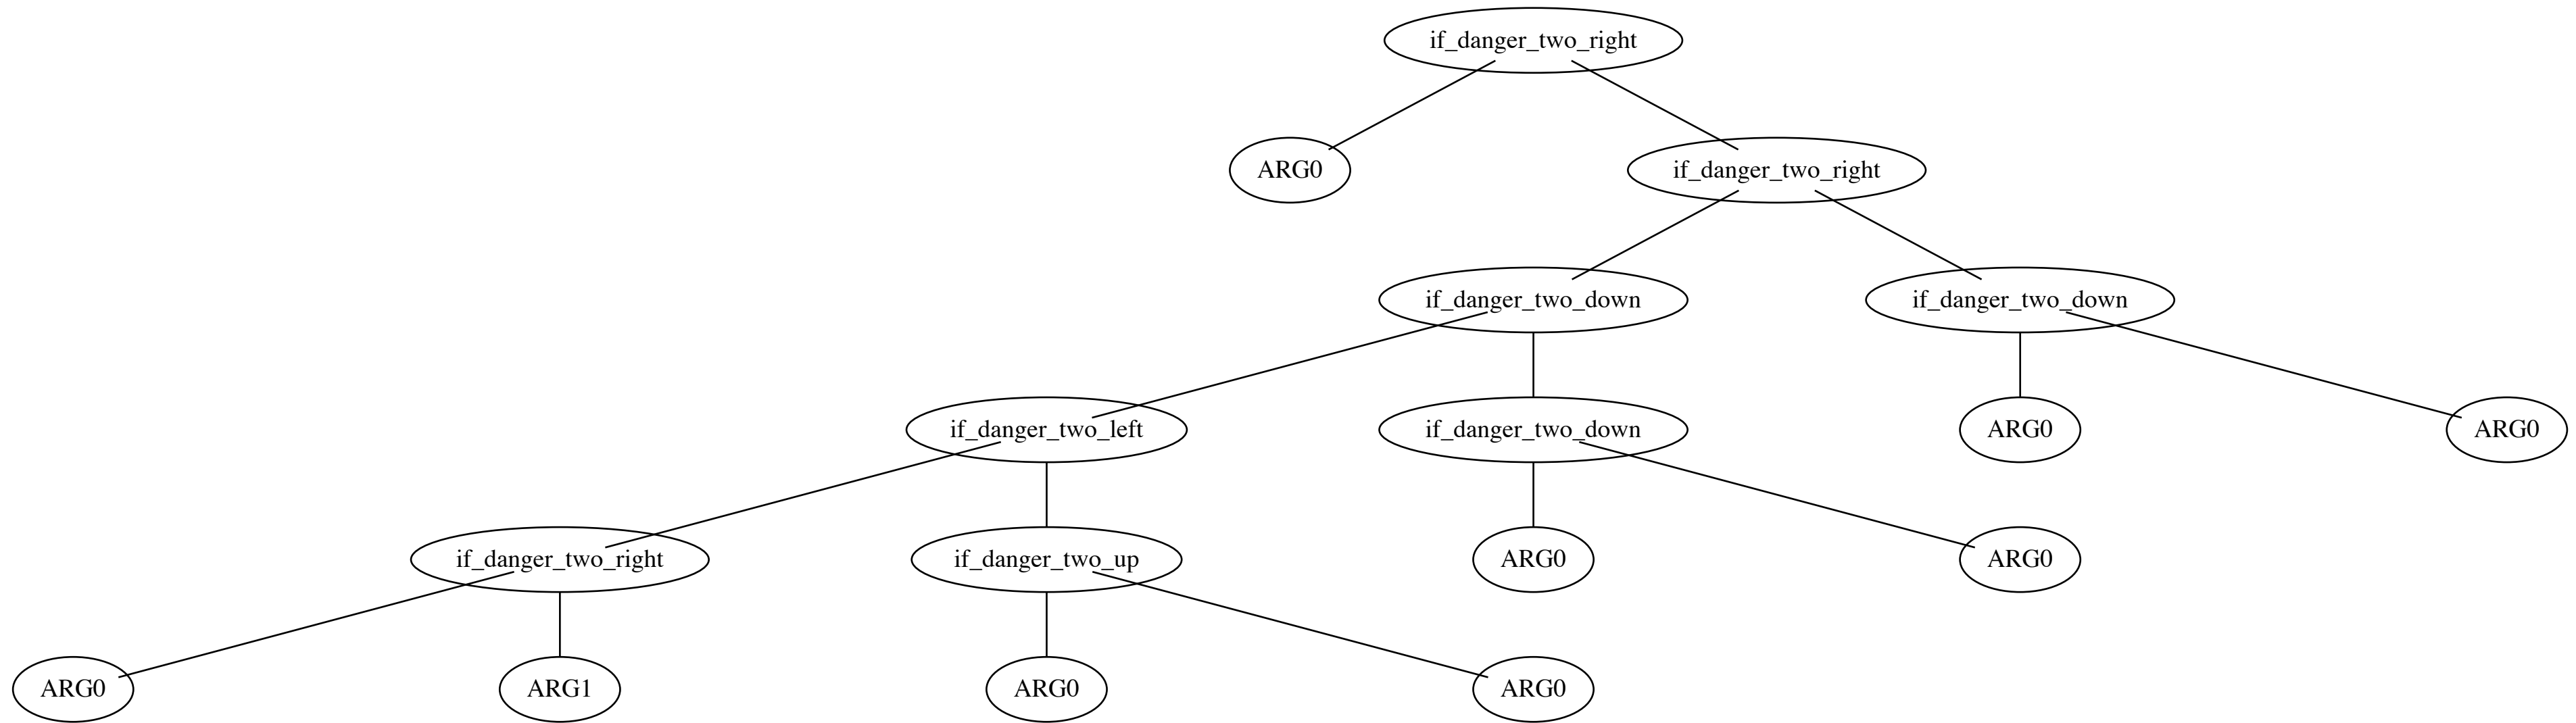 if_danger_two_right
ARG0 if_danger_two_right
if_danger_two_down if_danger_two_down
if_danger_two_left if_danger_two_down ARG0 ARG0
if_danger_two_right if_danger_two_up ARG0 ARG0
ARG0 ARG1 ARG0 ARG0